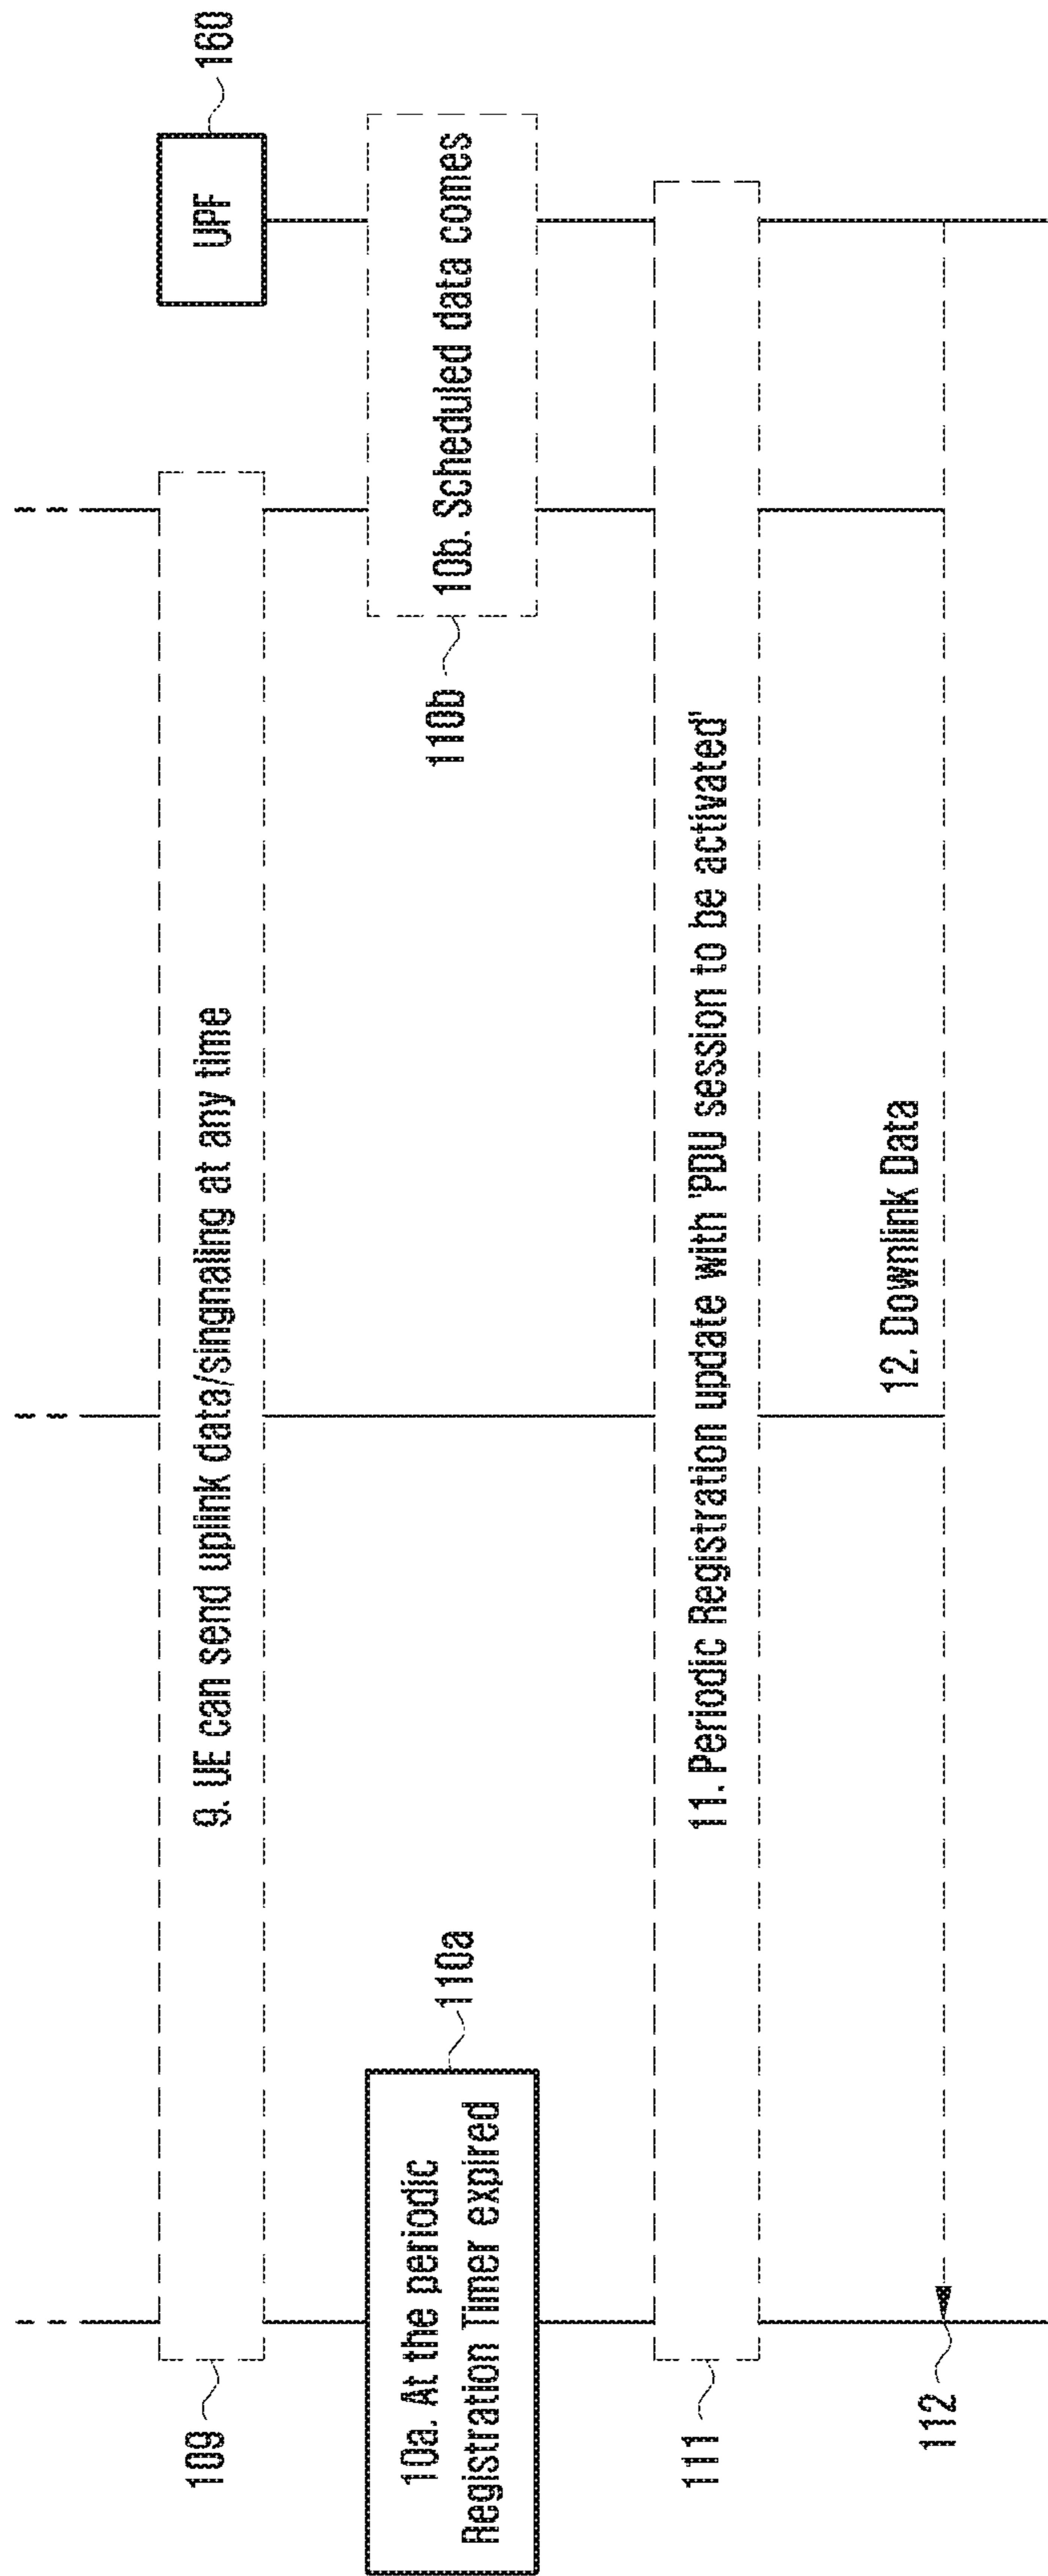 UPF
160
109
9. UE can send uplink data/singnaling at any time
10a. At the periodic
Registration Timer expired
110a
110b
10b. Scheduled data comes
111
11. Periodic Registration update with 'PDU session to be activated'
12. Downlink Data
112